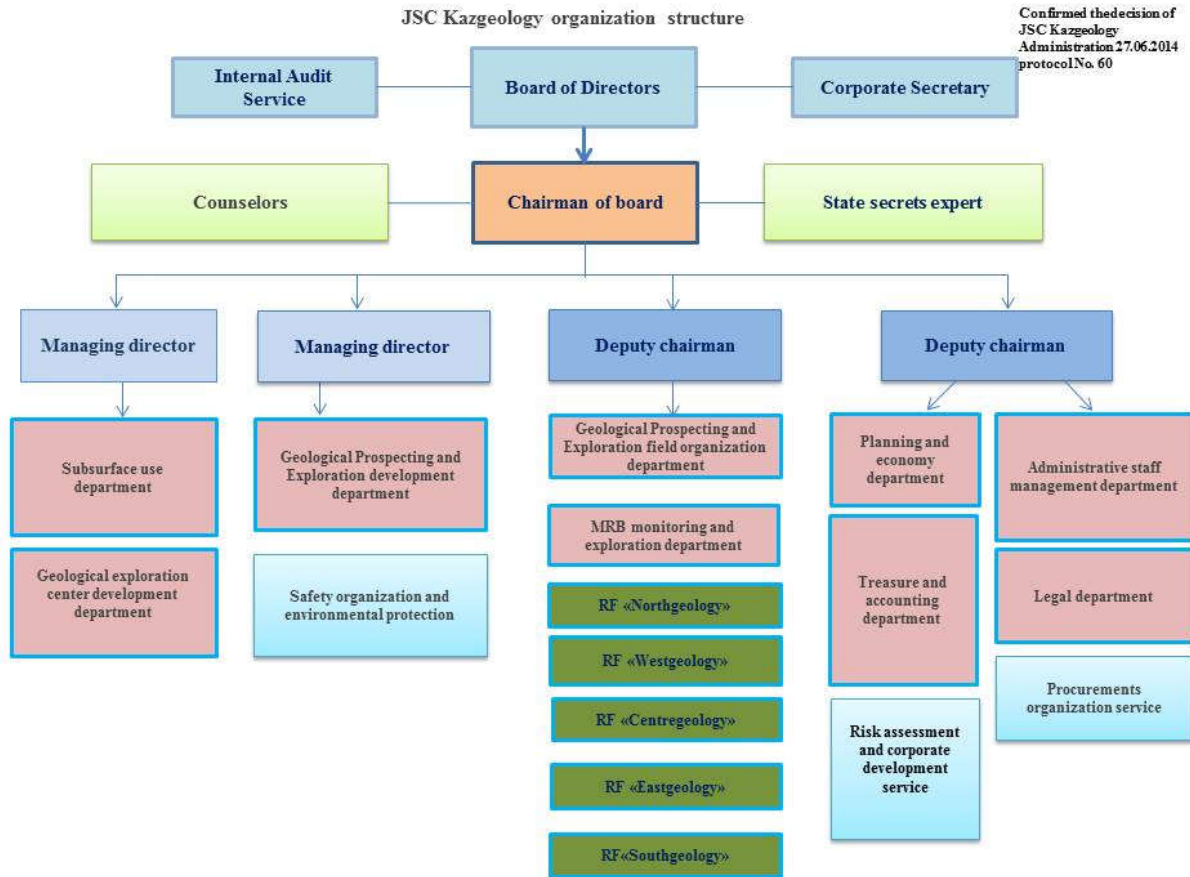 JSC Kazgeology organization structure
Confirmed thedecision of
JSC Kazgeology
Administration 27.06.2014
protocol No. 60
Internal Audit
Service
Board of Directors
Corporate Secretary
Counselors
Chairman of board
State secrets expert
Managing director
Managing director
Deputy chairman
Deputy chairman
Subsurface use
department
Geological exploration
center development
department
Geological Prospecting and
Exploration development
department
Safety organization and
environmental protection
Geological Prospecting and
Exploration field organization
department
MRB monitoring and
exploration department
RF «Northgeology»
RF «Westgeology»
RF «Centregeology»
RF «Eastgeology»
RF«Southgeology»
Planning and
economy
department
Treasure and
accounting
department
Risk assessment
and corporate
development
service
Administrative staff
management department
Legal department
Procurements
organization service